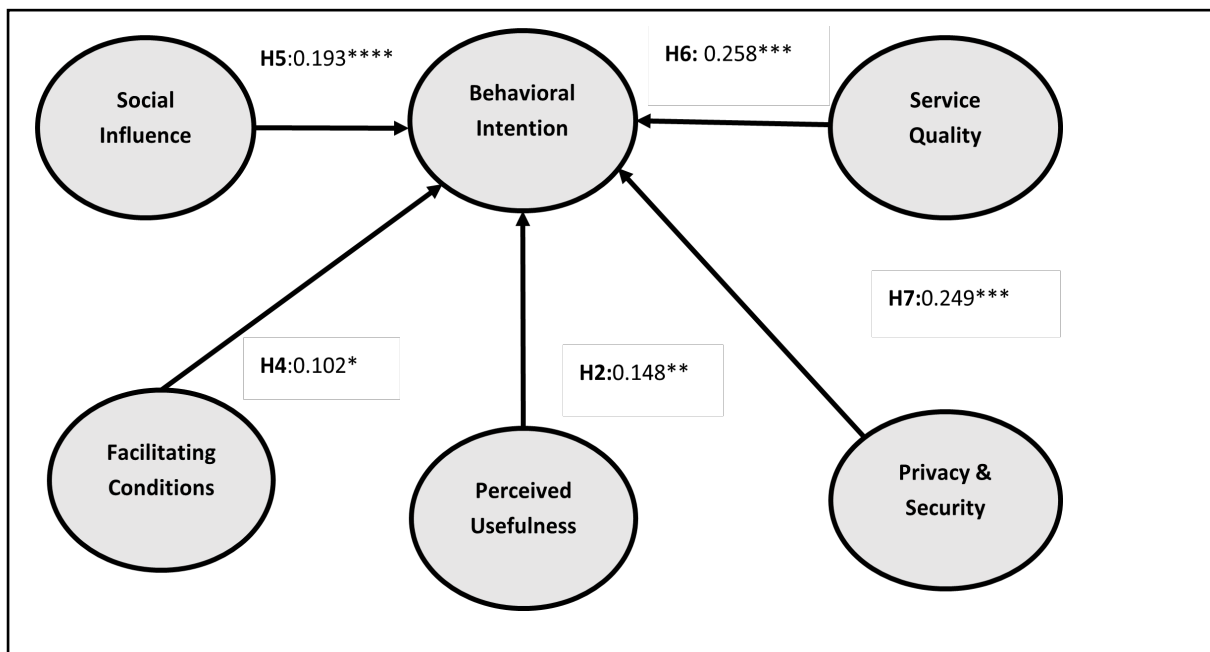 H5:0.193****
H6: 0.258***
Social
Influence
Behavioral
Intention
Service
Quality
H7:0.249***
H4:0.102*
H2:0.148**
Facilitating
Conditions
Perceived
Usefulness
Privacy &
Security